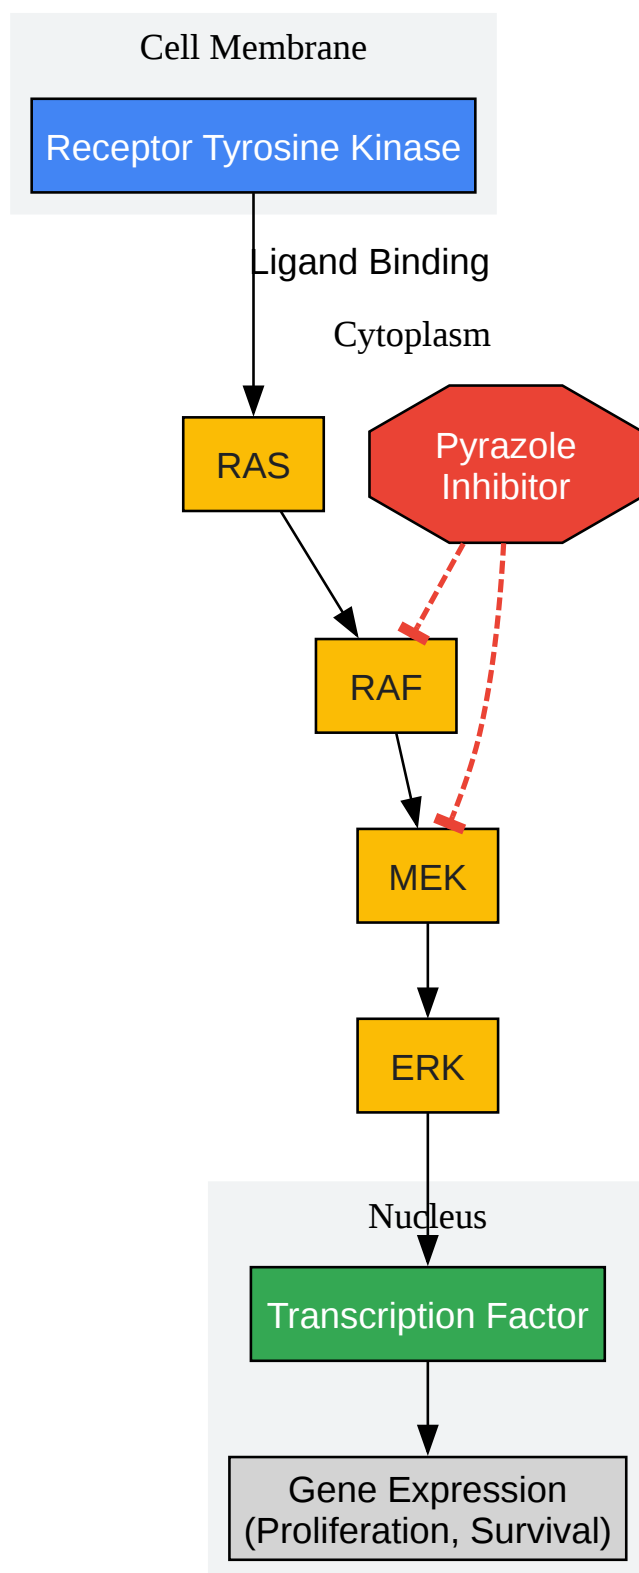 Cell Membrane
Receptor Tyrosine Kinase
Ligand Binding
Cytoplasm
RAS
Pyrazole
Inhibitor
RAF
MEK
ERK
Nucleus
Transcription Factor
Gene Expression
(Proliferation, Survival)